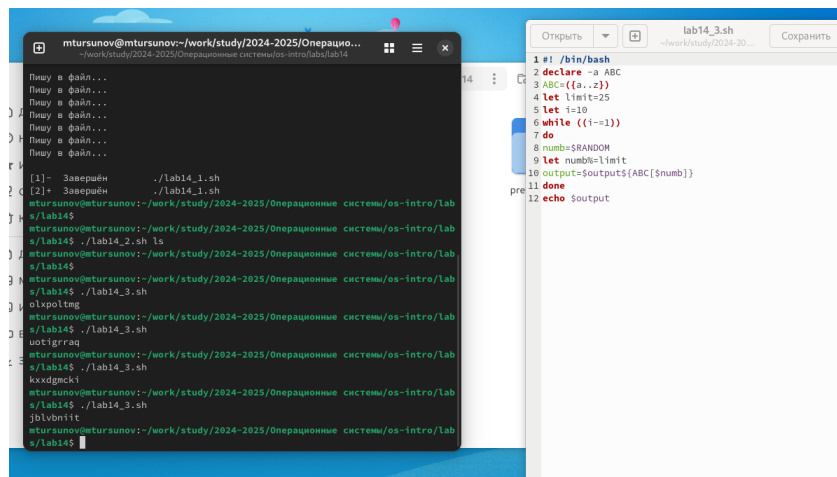 mtursunov@mtursunov:~/work/study/2024-2025/Операцио...
~/work/study/2024-2025/Операционные системы/os-intro/labs/lab14
Пишу в файл...
Пишу в файл...
Пишу в файл...
Пишу в файл...
Пишу в файл...
Пишу в файл...
Пишу в файл...
[1]-  Завершён        ./lab14_1.sh
[2]+  Завершён        ./lab14_1.sh
mtursunov@mtursunov:~/work/study/2024-2025/Операционные системы/os-intro/lab
s/lab14$
mtursunov@mtursunov:~/work/study/2024-2025/Операционные системы/os-intro/lab
s/lab14$ ./lab14_2.sh ls
mtursunov@mtursunov:~/work/study/2024-2025/Операционные системы/os-intro/lab
s/lab14$
mtursunov@mtursunov:~/work/study/2024-2025/Операционные системы/os-intro/lab
s/lab14$ ./lab14_3.sh
olxpoltmg
mtursunov@mtursunov:~/work/study/2024-2025/Операционные системы/os-intro/lab
s/lab14$ ./lab14_3.sh
uotigrraq
mtursunov@mtursunov:~/work/study/2024-2025/Операционные системы/os-intro/lab
s/lab14$ ./lab14_3.sh
kxxdgmcki
mtursunov@mtursunov:~/work/study/2024-2025/Операционные системы/os-intro/lab
s/lab14$ ./lab14_3.sh
jblvbniit
mtursunov@mtursunov:~/work/study/2024-2025/Операционные системы/os-intro/lab
s/lab14$
14
pre
Открыть
lab14_3.sh
~/work/study/2024-20...
Сохранить
1 #! /bin/bash
2 declare -a ABC
3 ABC=({a..z})
4 let limit=25
5 let i=10
6 while ((i-=1))
7 do
8 numb=$RANDOM
9 let numb%=limit
10 output=$output${ABC[$numb]}
11 done
12 echo $output